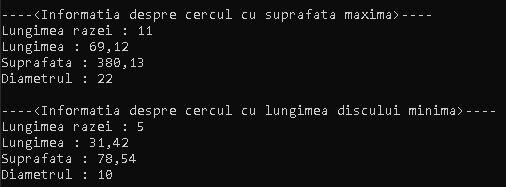 ----<Informatia despre cercul cu suprafata maxima>----
Lungimea razei : 11
Lungimea : 69,12
Suprafata : 380,13
Diametrul : 22
----<Informatia despre cercul cu lungimea discului minima>----
Lungimea razei : 5
Lungimea : 31,42
Suprafata : 78,54
Diametrul : 10